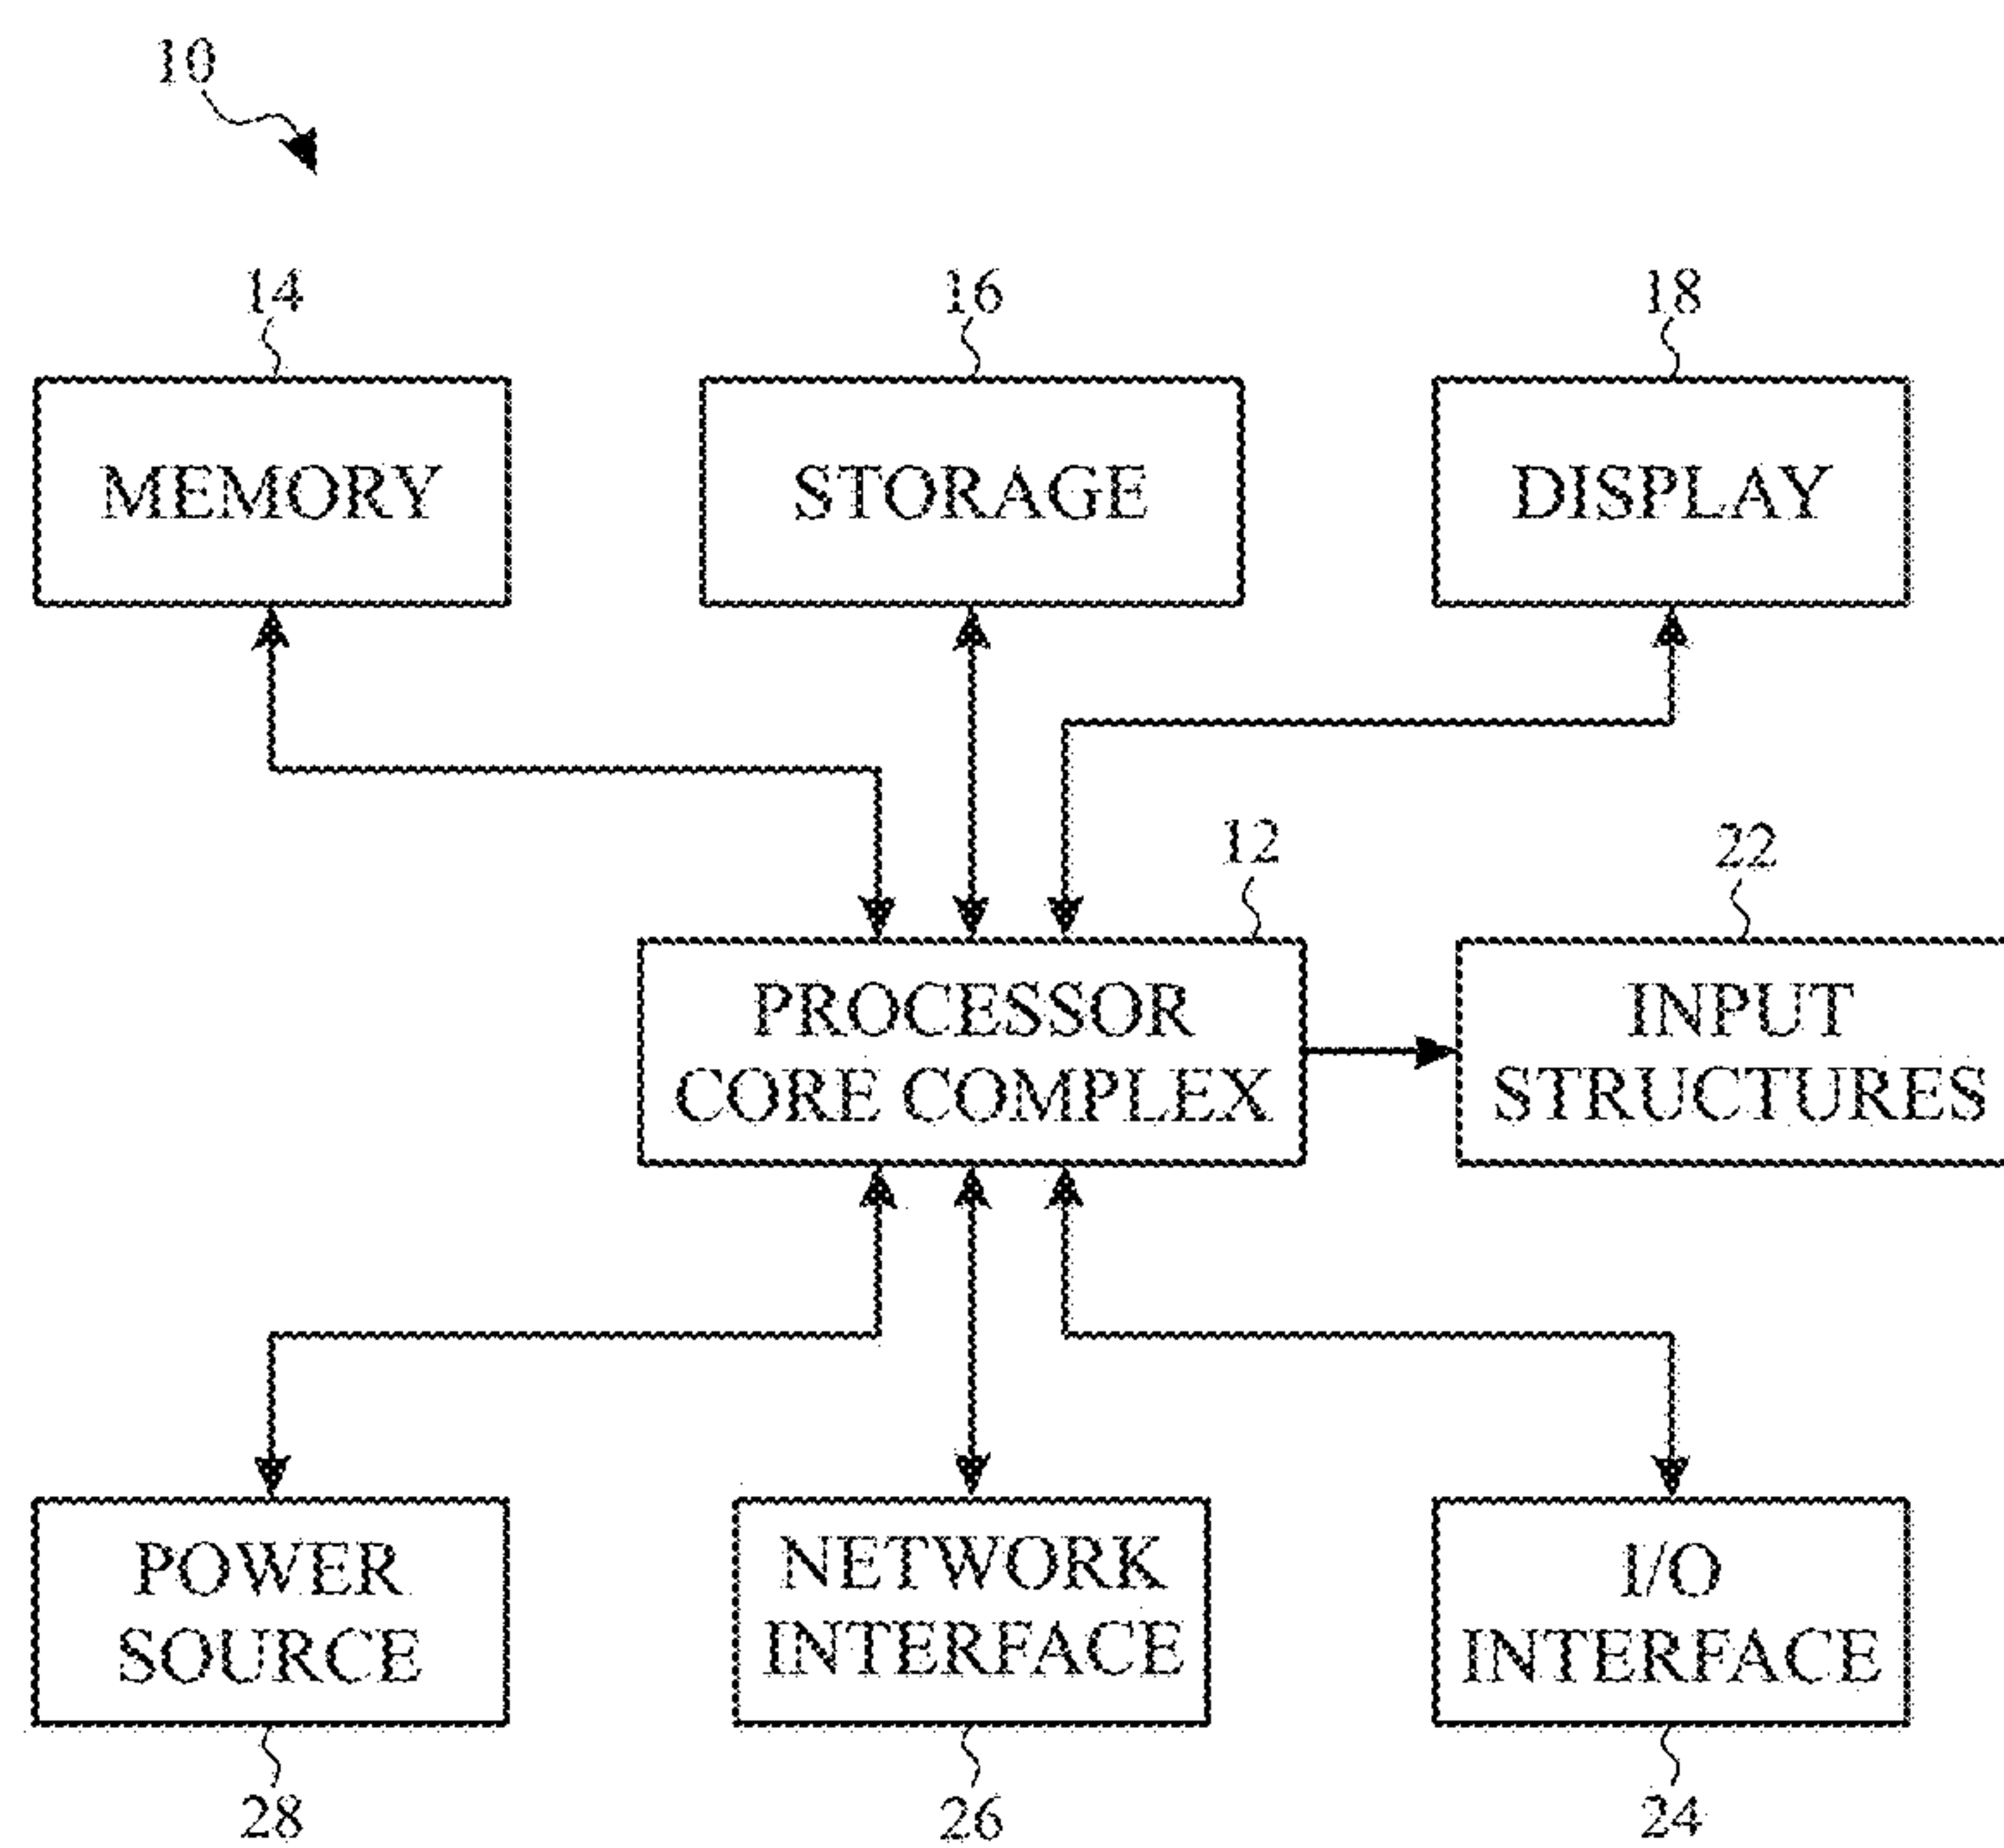 10
14
16
18
MEMORY
STORAGE
DISPLAY
12
22
PROCESSOR
CORE COMPLEX
INPUT
STRUCTURES
POWER
SOURCE
NETWORK
INTERFACE
I/O
INTERFACE
28
26
24